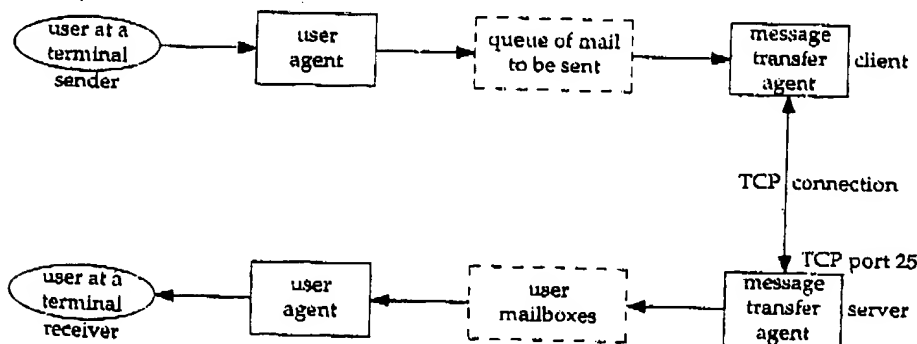 user at a
terminal
sender
user
agent
queue of mail
to be sent
message
transfer
agent
client
TCP connection
TCP port 25
user at a
terminal
receiver
user
agent
user
mailboxes
message
transfer
agent
server